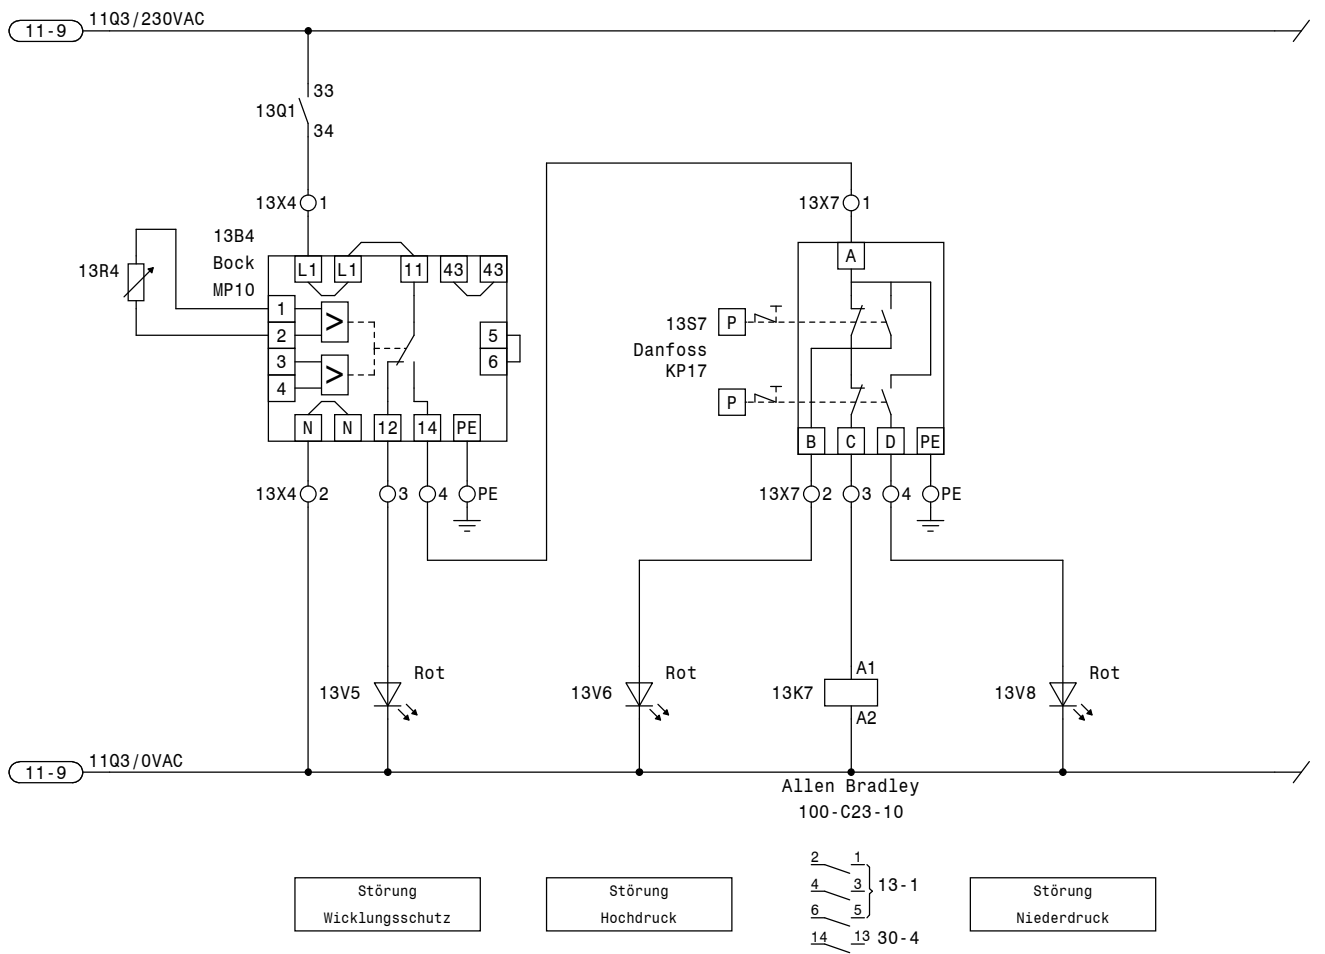 11Q3/230VAC
11-9
33
13Q1
34
13X4 1
13X7 1
13B4
Bock
MP10
13R4
L1 L1 11 43 43
A
1
2
3
4
>
>
5
6
P
13S7
Danfoss
KP17
P
N N 12 14 PE
B C D PE
13X4 2 3 4 PE
13X7 2 3 4 PE
Rot
13V5
Rot
13V6
A1
13K7
A2
Rot
13V8
11Q3/0VAC
11-9
Allen Bradley
100-C23-10
2 1
4 3 13-1
6 5
14 13 30-4
Störung
Wicklungsschutz
Störung
Hochdruck
Störung
Niederdruck